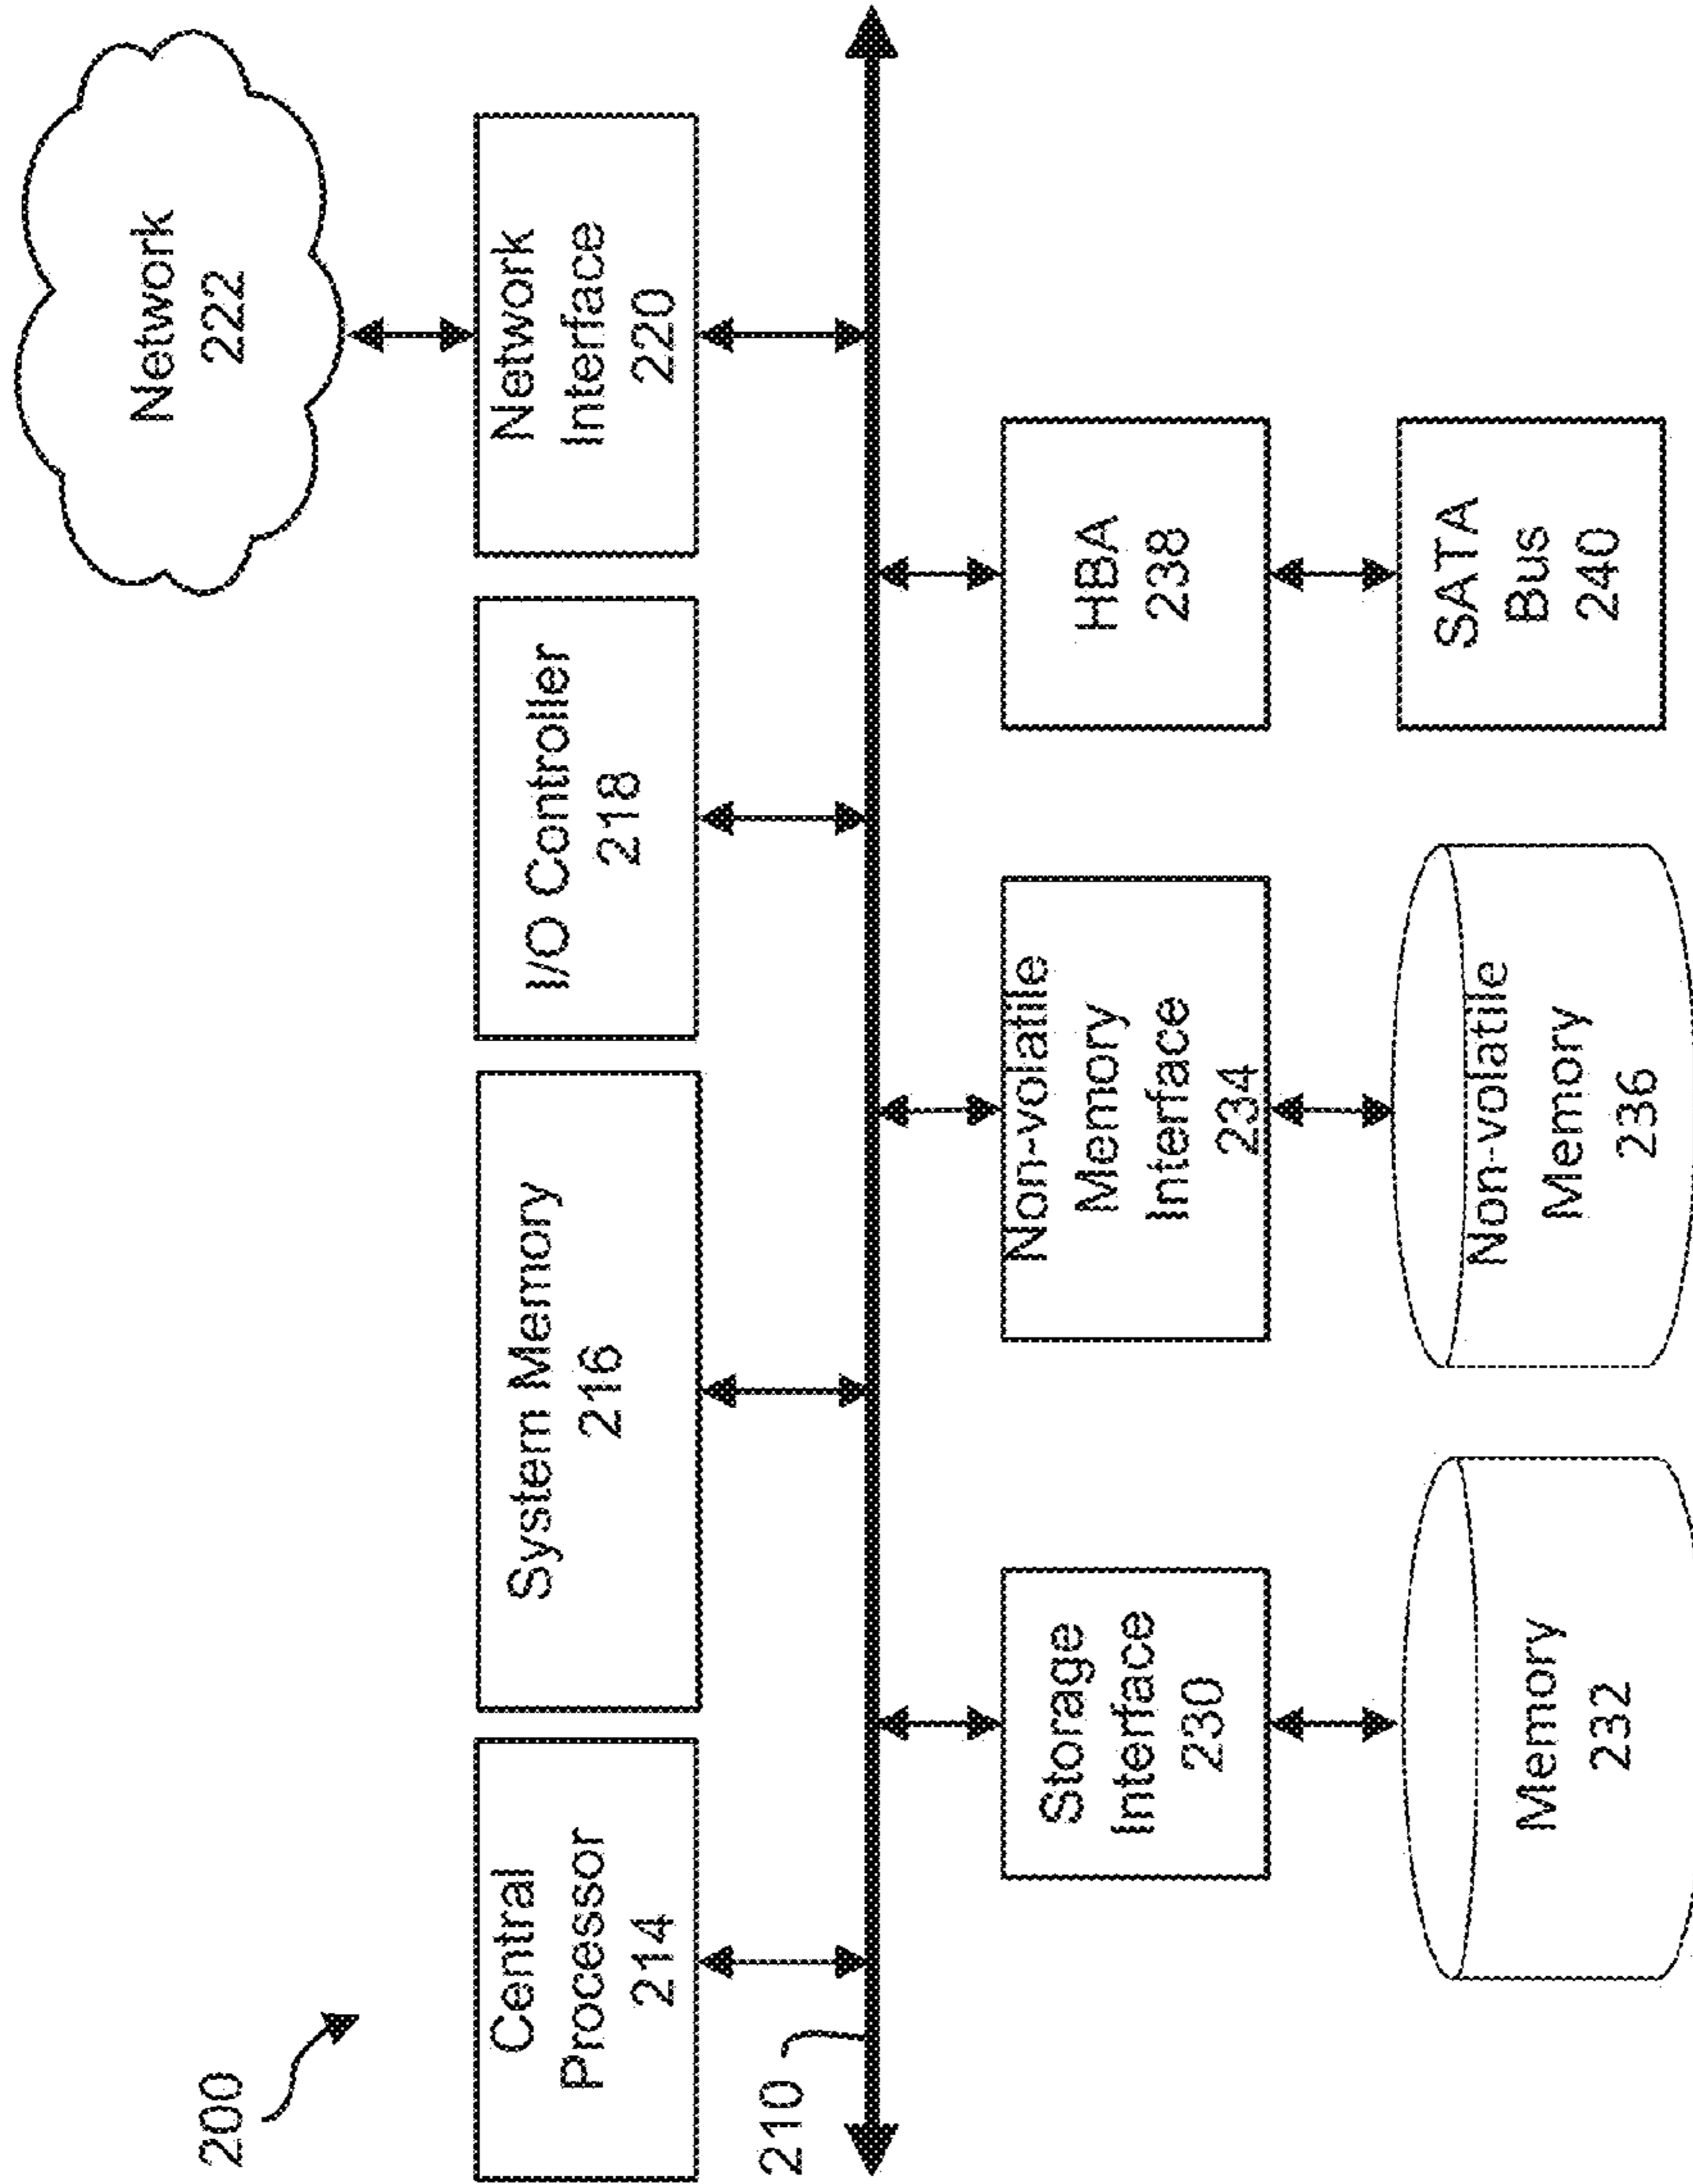 200
Network
222
Central
Processor
214
System Memory
216
I/O Controller
218
Network
Interface
220
210
Storage
Interface
230
Non-volatile
Memory
Interface
234
HBA
238
Memory
232
Non-volatile
Memory
236
SATA
Bus
240